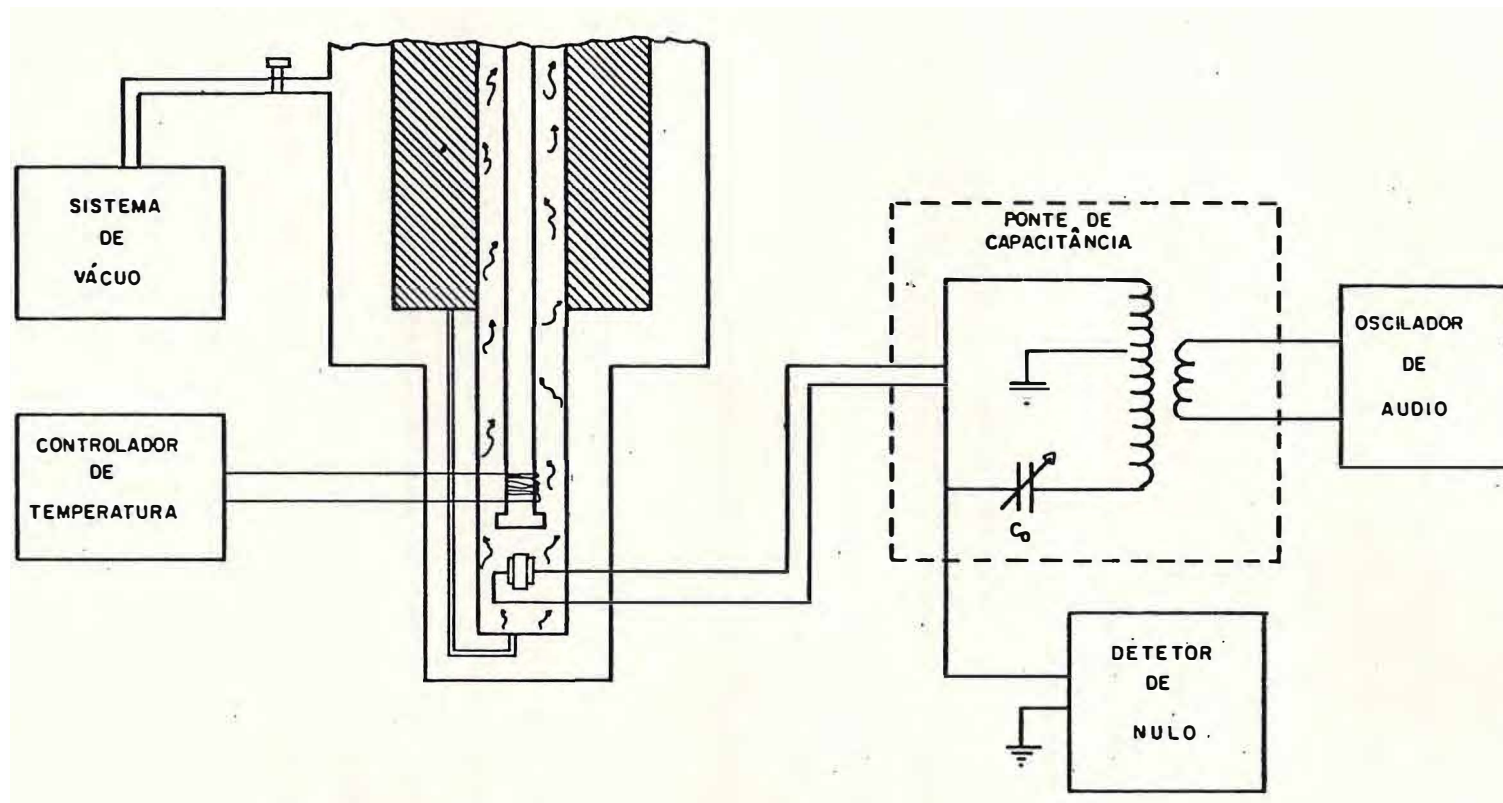 SISTEMA
DE
VÁCUO
CONTROLADOR
DE
TEMPERATURA
PONTE DE
CAPACITÂNCIA
C₀
OSCILADOR
DE
AUDIO
DETETOR
DE
NULO